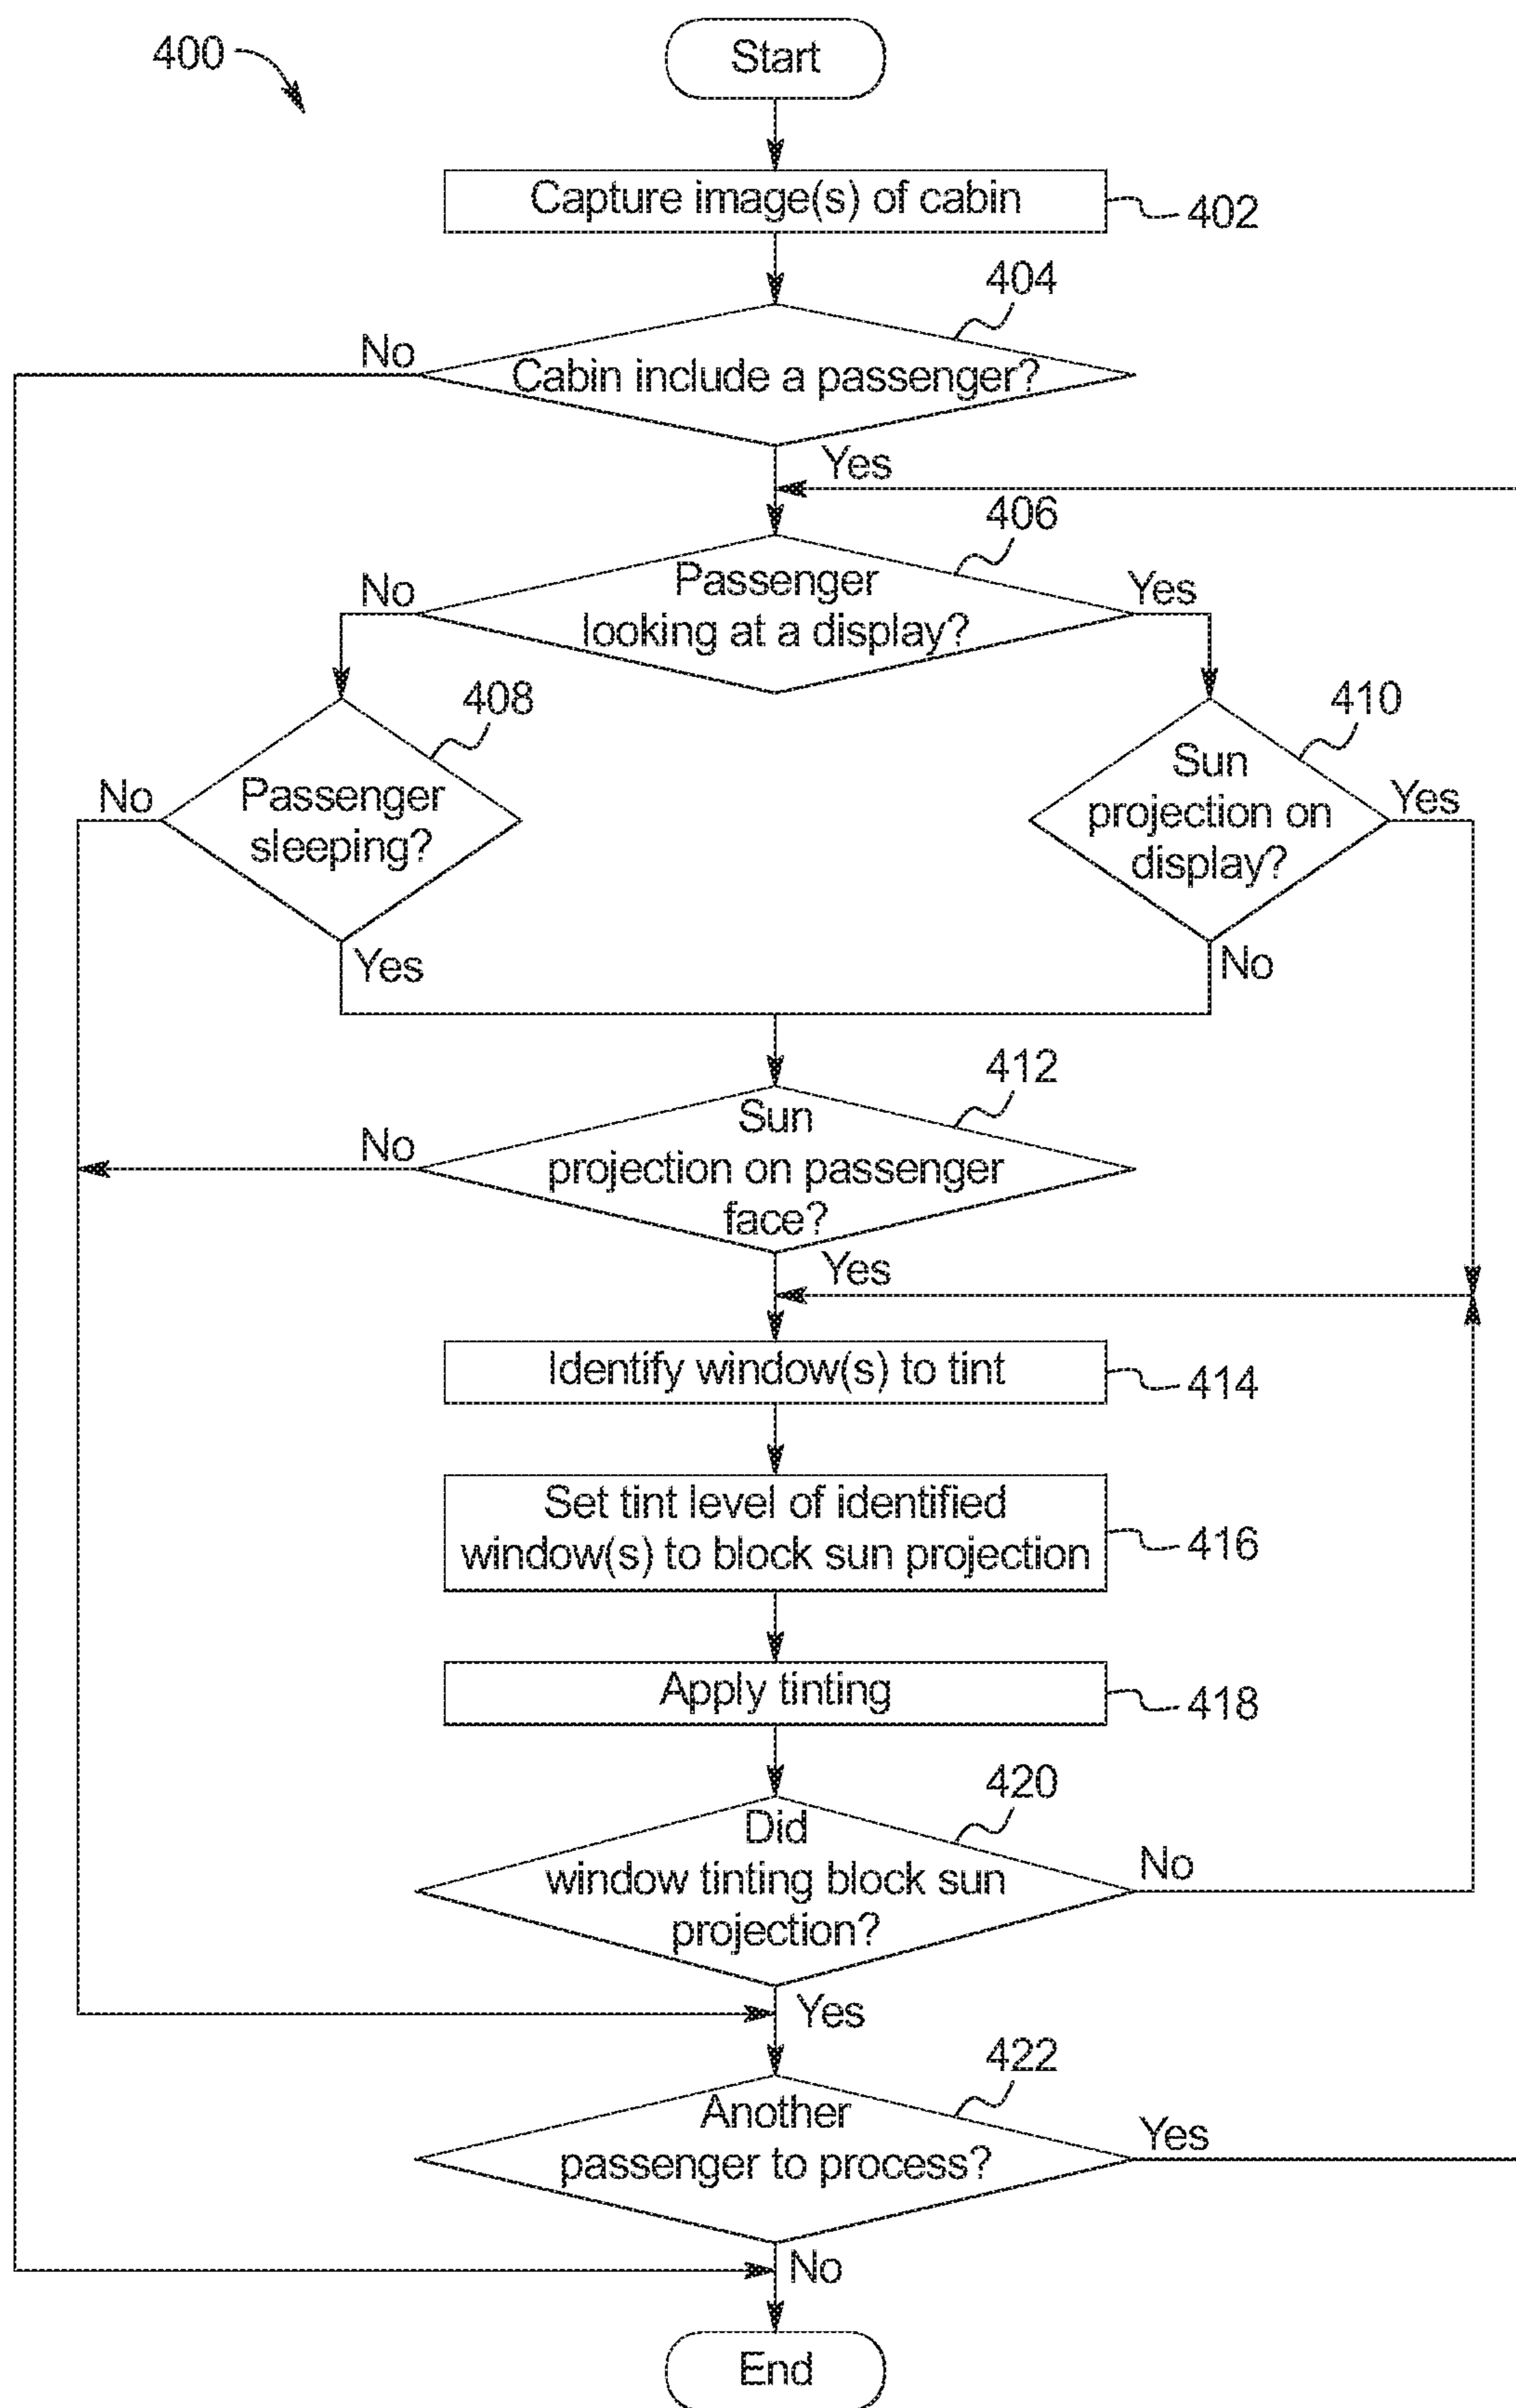 400
Start
Capture image(s) of cabin
402
404
No
Cabin include a passenger?
Yes
406
No
Passenger
looking at a display?
Yes
408
No
Passenger
sleeping?
Yes
410
Sun
projection on
display?
Yes
No
412
No
Sun
projection on passenger
face?
Yes
Identify window(s) to tint
414
Set tint level of identified
window(s) to block sun projection
416
Apply tinting
418
420
Did
window tinting block sun
projection?
No
Yes
422
Another
passenger to process?
Yes
No
End